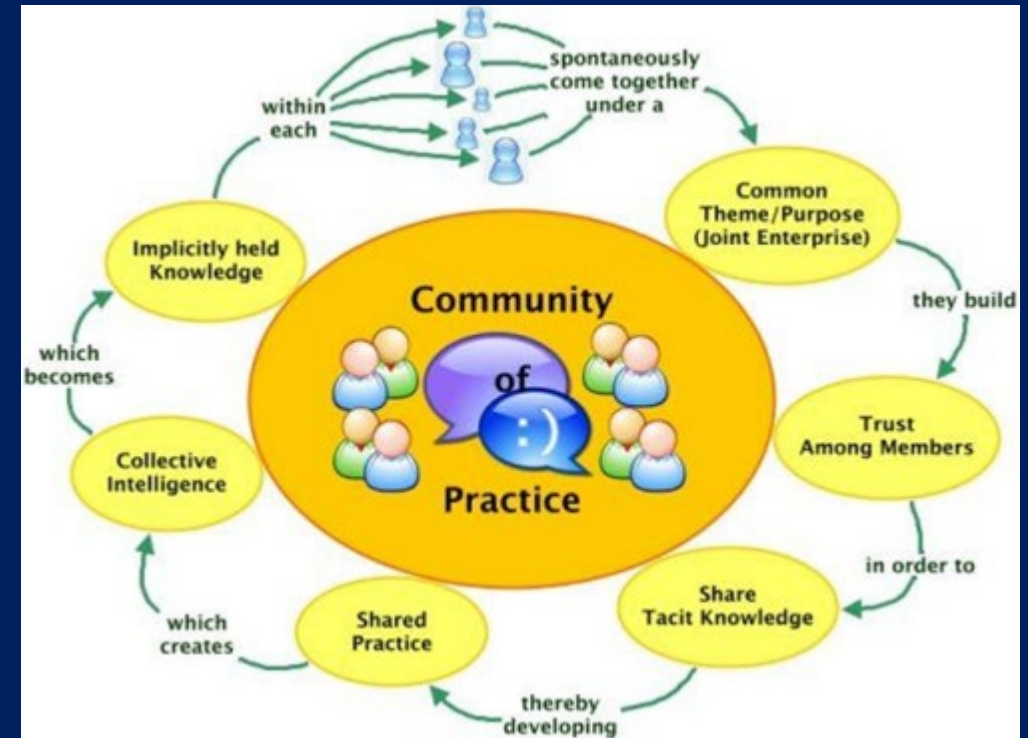 within
each
spontaneously
come together
under a
Common
Theme/Purpose
(Joint Enterprise)
they build
Trust
Among Members
in order to
Share
Tacit Knowledge
thereby
developing
Shared
Practice
which
creates
Collective
Intelligence
which
becomes
Implicitly held
Knowledge
Community
of
:)
Practice